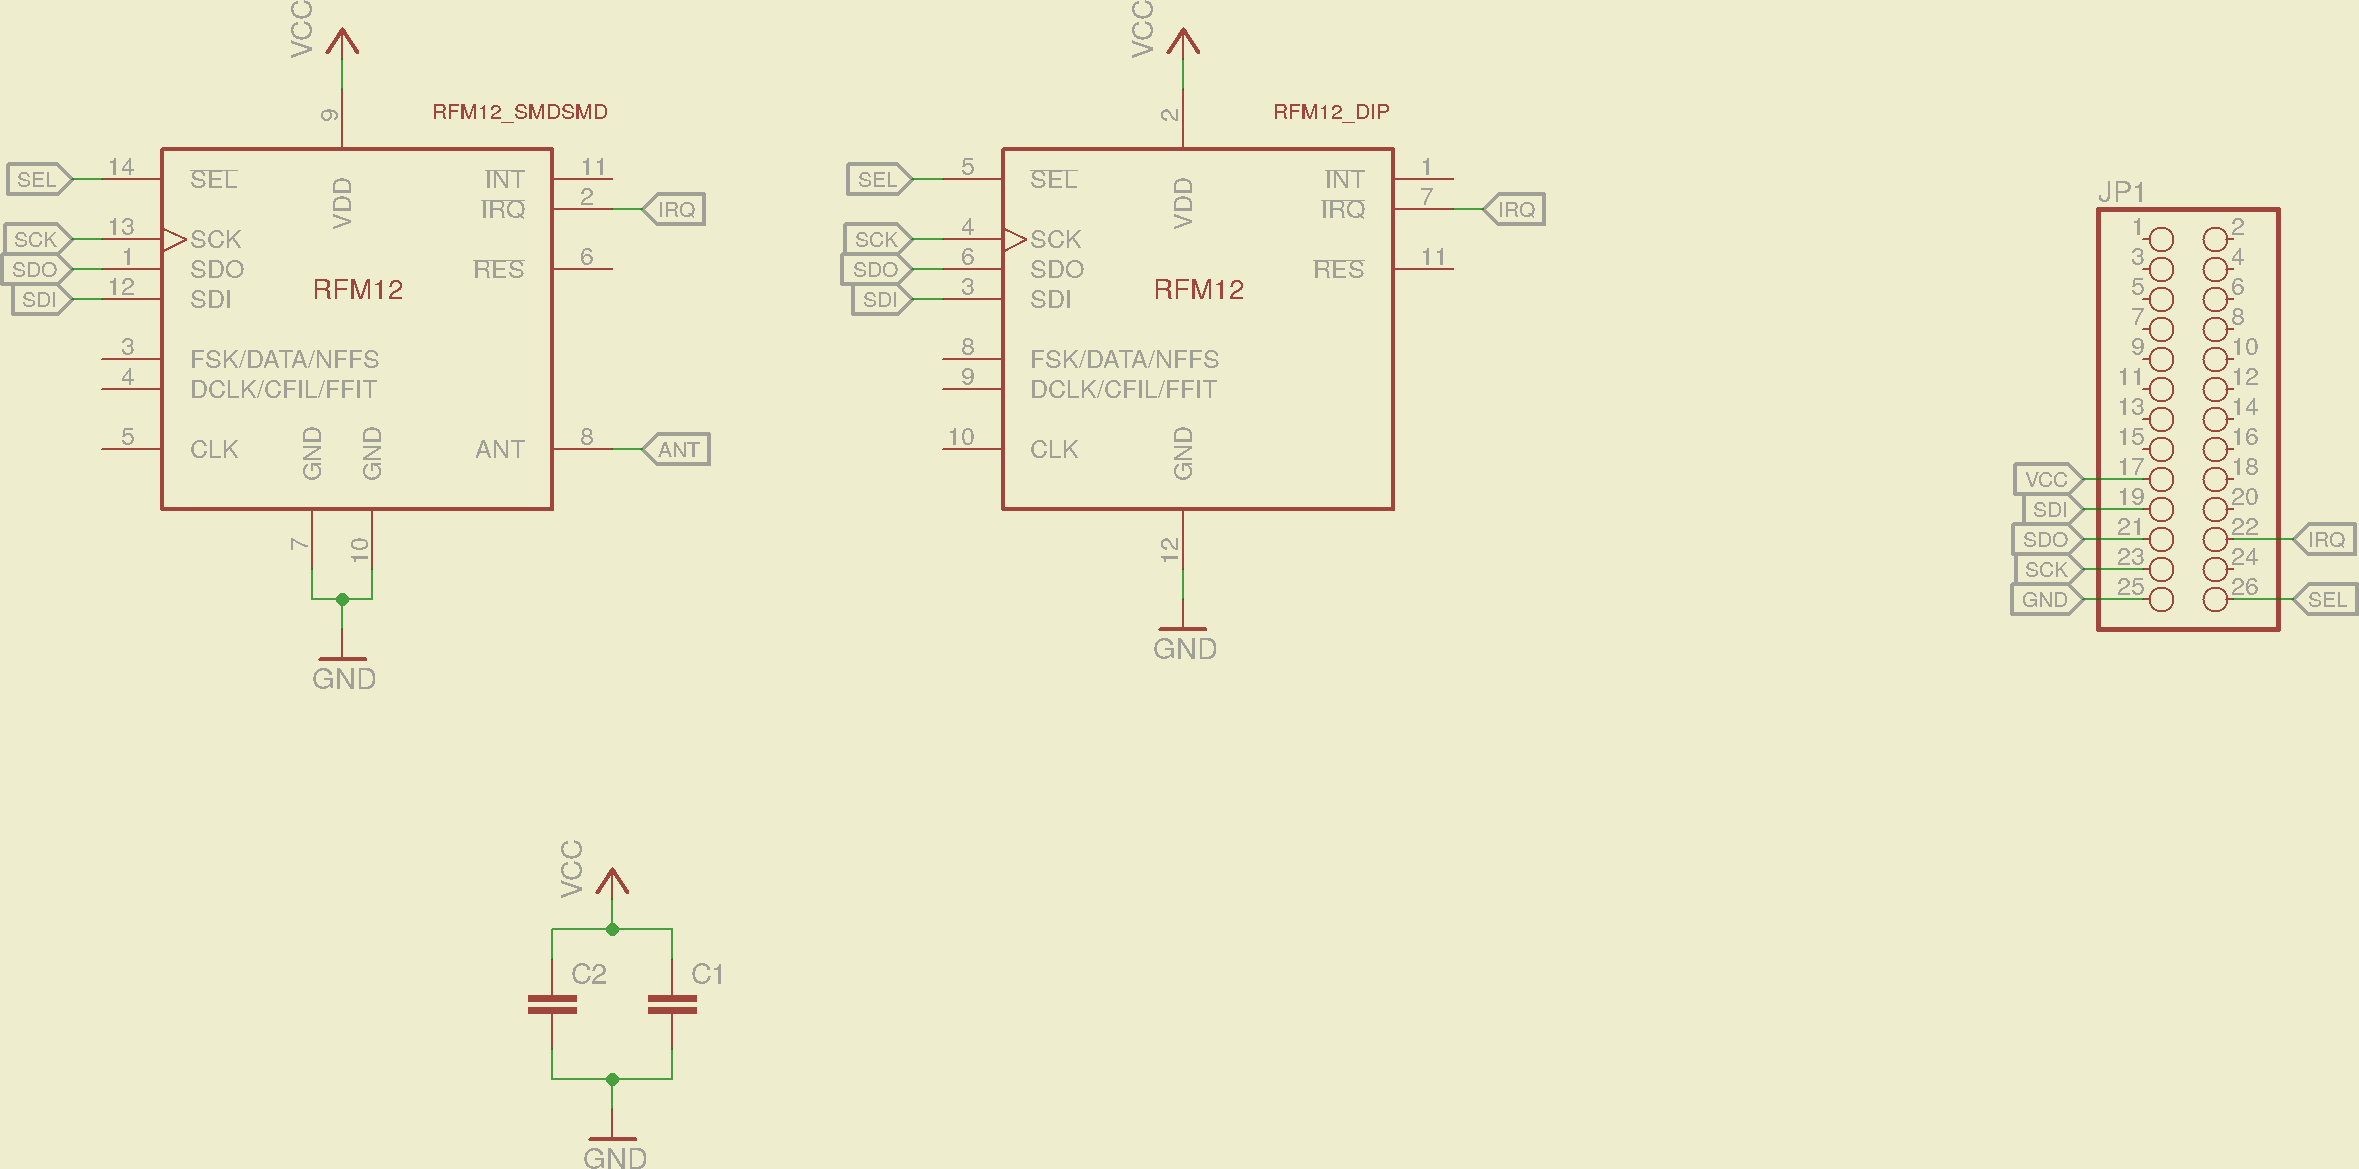 VCC
9
RFM12_SMDSMD
SEL 14 SEL VDD INT 11
IRQ 2 IRQ
SCK 13 SCK
SDO 1 SDO RES 6
SDI 12 SDI RFM12
3 FSK/DATA/NFFS
4 DCLK/CFIL/FFIT
5 CLK GND GND ANT 8 ANT
7 10
GND
VCC
2
RFM12_DIP
SEL 5 SEL VDD INT 1
IRQ 7 IRQ
SCK 4 SCK
SDO 6 SDO RES 11
SDI 3 SDI RFM12
8 FSK/DATA/NFFS
9 DCLK/CFIL/FFIT
10 CLK GND
12
GND
JP1
1 2
3 4
5 6
7 8
9 10
11 12
13 14
15 16
VCC 17 18
SDI 19 20
SDO 21 22 IRQ
SCK 23 24
GND 25 26 SEL
VCC
C2 C1
GND